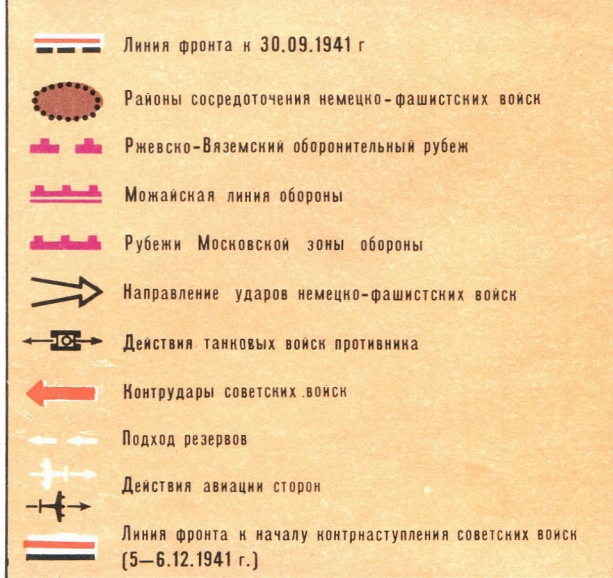 Линия фронта к 30.09.1941 г
Районы сосредоточения немецко-фашистских войск
Ржевско-Вяземский оборонительный рубеж
Можайская линия обороны
Рубежи Московской зоны обороны
Направление ударов немецко-фашистских войск
Действия танковых войск противника
Контрудары советских войск
Подход резервов
Действия авиации сторон
Линия фронта к началу контрнаступления советских войск
(5—6.12.1941 г.)